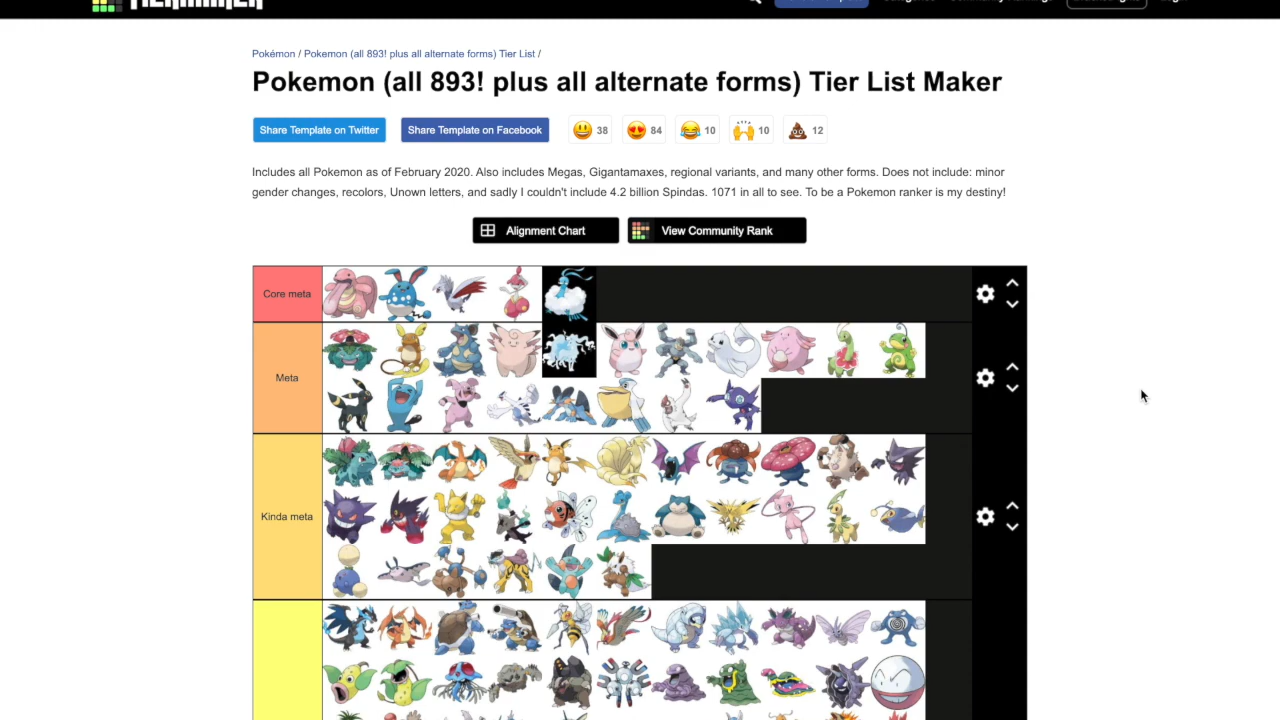 Pokémon / Pokemon (all 893! plus all alternate forms) Tier List /
Pokemon (all 893! plus all alternate forms) Tier List Maker
Share Template on Twitter
Share Template on Facebook
38
84
10
10
12
Includes all Pokemon as of February 2020. Also includes Megas, Gigantamaxes, regional variants, and many other forms. Does not include: minor
gender changes, recolors, Unown letters, and sadly I couldn't include 4.2 billion Spindas. 1071 in all to see. To be a Pokemon ranker is my destiny!
Alignment Chart
View Community Rank
Core meta
Meta
Kinda meta